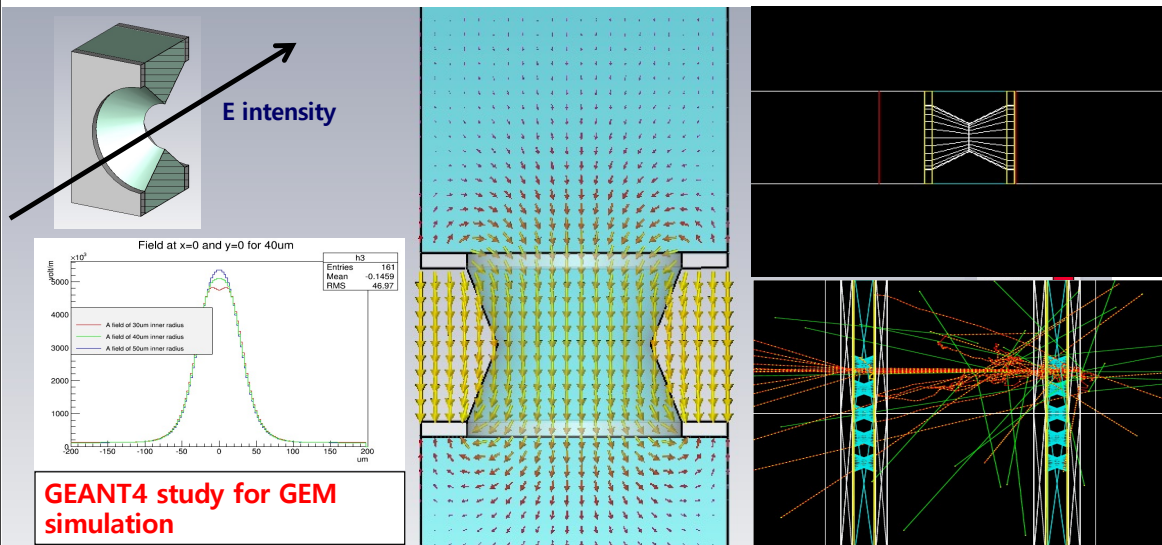 E intensity
Field at x=0 and y=0 for 40um
h3
Entries 161
Mean -0.1459
RMS 46.97
×10³
volt/m
5000
4000
3000
2000
1000
0
A field of 30um inner radius
A field of 40um inner radius
A field of 50um inner radius
-200 -150 -100 -50 0 50 100 150 200
um
GEANT4 study for GEM
simulation